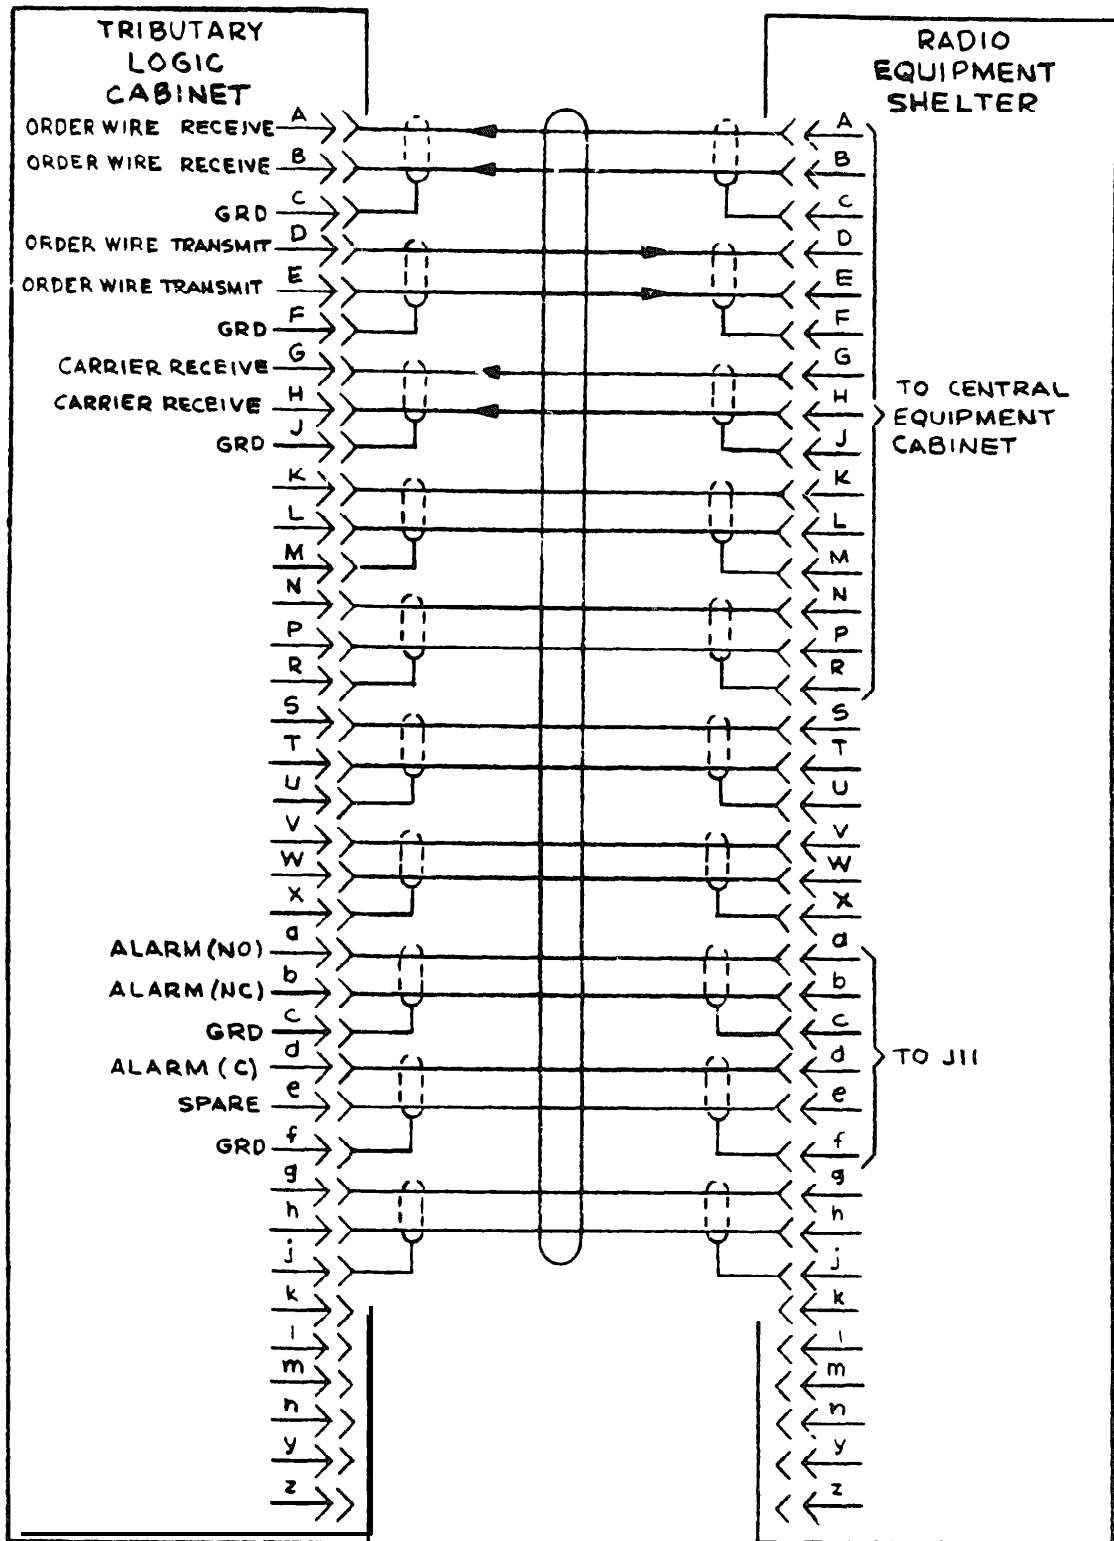 TRIBUTARY
LOGIC
CABINET
RADIO
EQUIPMENT
SHELTER
ORDER WIRE RECEIVE A A
ORDER WIRE RECEIVE B B
GRD C C
ORDER WIRE TRANSMIT D D
ORDER WIRE TRANSMIT E E
GRD F F
CARRIER RECEIVE G G
CARRIER RECEIVE H H
GRD J J
TO CENTRAL
EQUIPMENT
CABINET
K K
L L
M M
N N
P P
R R
S S
T T
U U
V V
W W
X X
ALARM (NO) a a
ALARM (NC) b b
GRD c c
ALARM (C) d d
TO J11
SPARE e e
GRD f f
g g
h h
j j
k k
l l
m m
n n
y y
z z